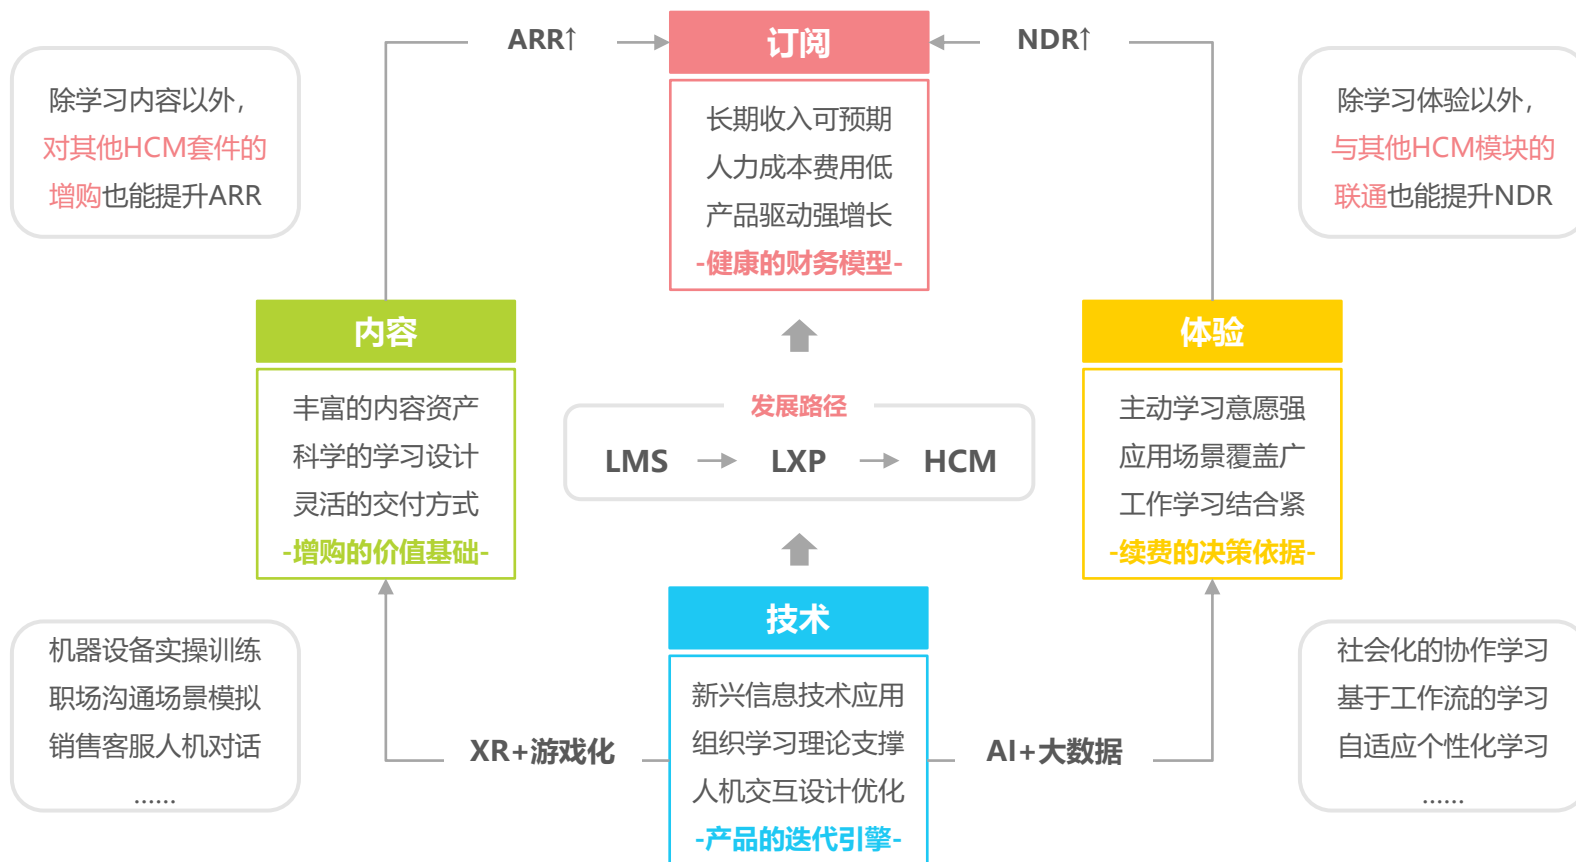 ARR↑
订阅
NDR↑
除学习内容以外，
对其他HCM套件的
增购也能提升ARR
长期收入可预期
人力成本费用低
产品驱动强增长
-健康的财务模型-
除学习体验以外，
与其他HCM模块的
联通也能提升NDR
内容
丰富的内容资产
科学的学习设计
灵活的交付方式
-增购的价值基础-
发展路径
LMS → LXP → HCM
体验
主动学习意愿强
应用场景覆盖广
工作学习结合紧
-续费的决策依据-
机器设备实操训练
职场沟通场景模拟
销售客服人机对话
……
XR+游戏化
技术
新兴信息技术应用
组织学习理论支撑
人机交互设计优化
-产品的迭代引擎-
AI+大数据
社会化的协作学习
基于工作流的学习
自适应个性化学习
……